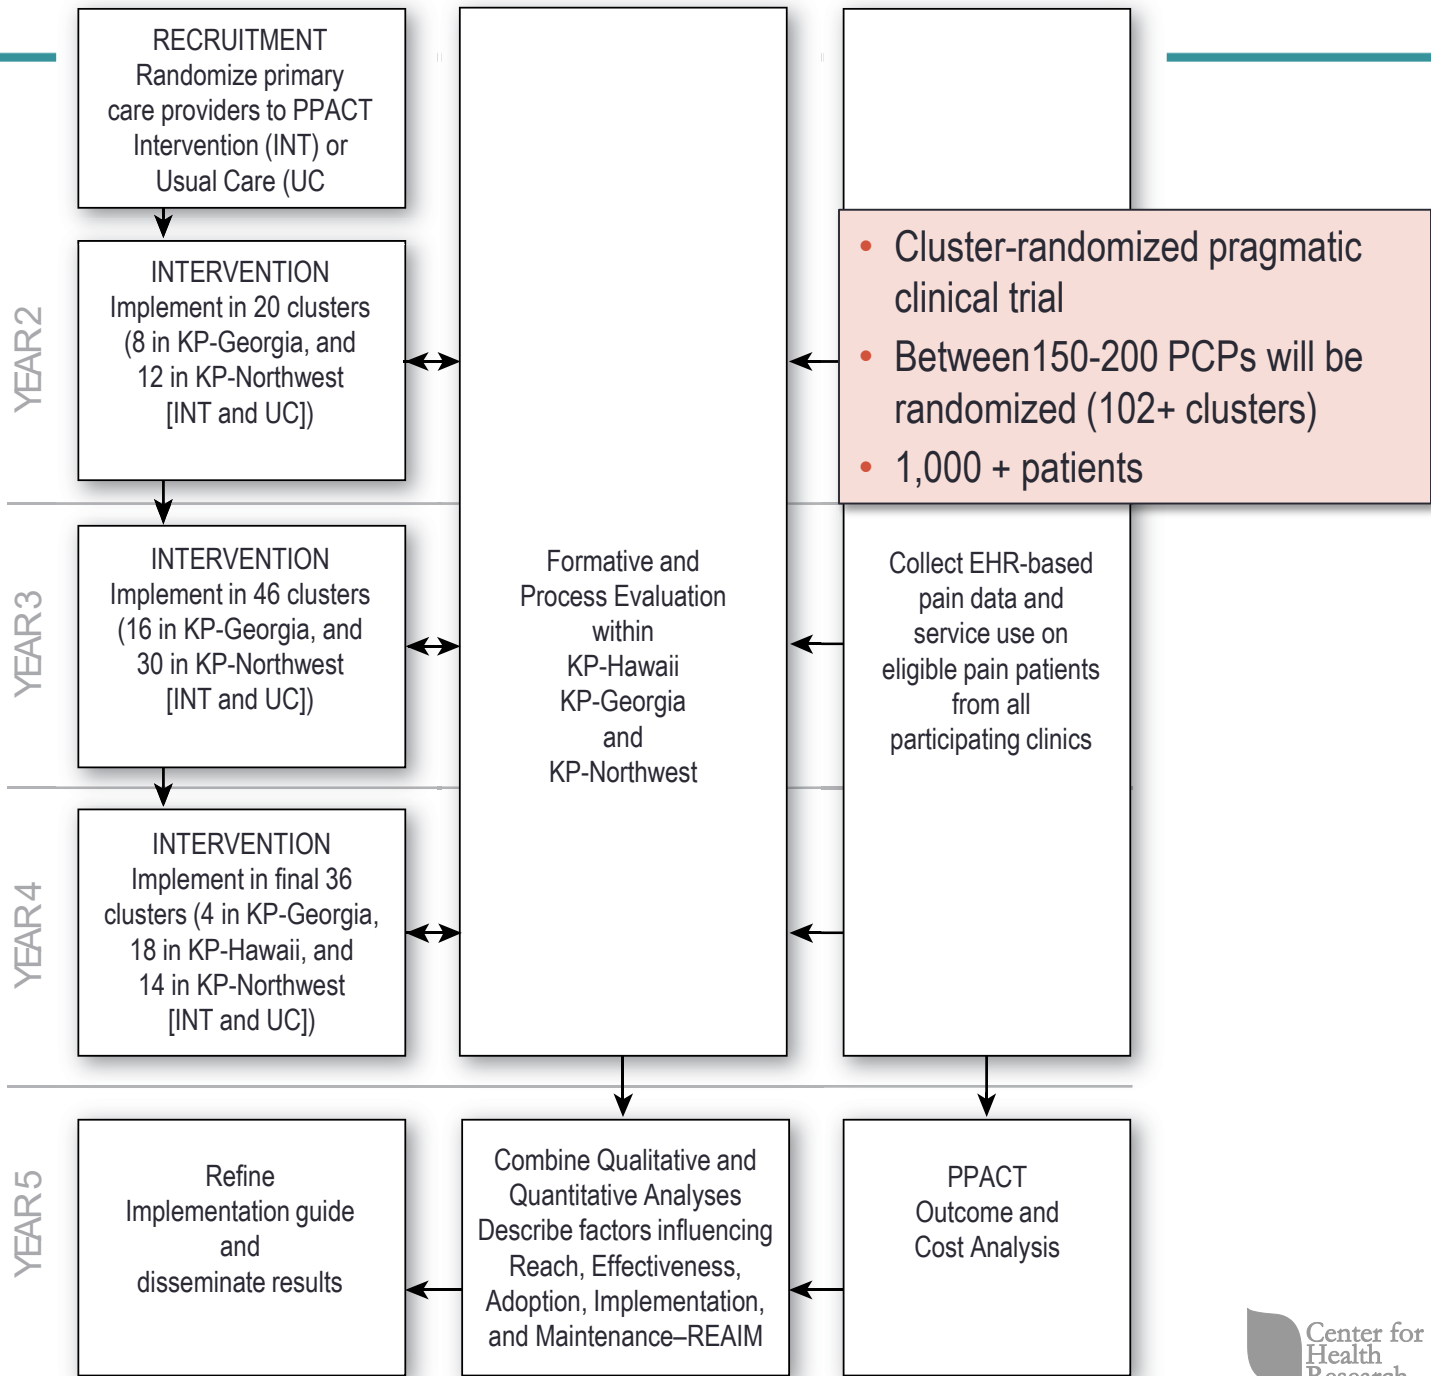 RECRUITMENT
Randomize primary
care providers to PPACT
Intervention (INT) or
Usual Care (UC
YEAR 2
INTERVENTION
Implement in 20 clusters
(8 in KP-Georgia, and
12 in KP-Northwest
[INT and UC])
• Cluster-randomized pragmatic
clinical trial
• Between150-200 PCPs will be
randomized (102+ clusters)
• 1,000 + patients
YEAR 3
INTERVENTION
Implement in 46 clusters
(16 in KP-Georgia, and
30 in KP-Northwest
[INT and UC])
Formative and
Process Evaluation
within
KP-Hawaii
KP-Georgia
and
KP-Northwest
Collect EHR-based
pain data and
service use on
eligible pain patients
from all
participating clinics
YEAR 4
INTERVENTION
Implement in final 36
clusters (4 in KP-Georgia,
18 in KP-Hawaii, and
14 in KP-Northwest
[INT and UC])
YEAR 5
Refine
Implementation guide
and
disseminate results
Combine Qualitative and
Quantitative Analyses
Describe factors influencing
Reach, Effectiveness,
Adoption, Implementation,
and Maintenance–REAIM
PPACT
Outcome and
Cost Analysis
Center for
Health
Research